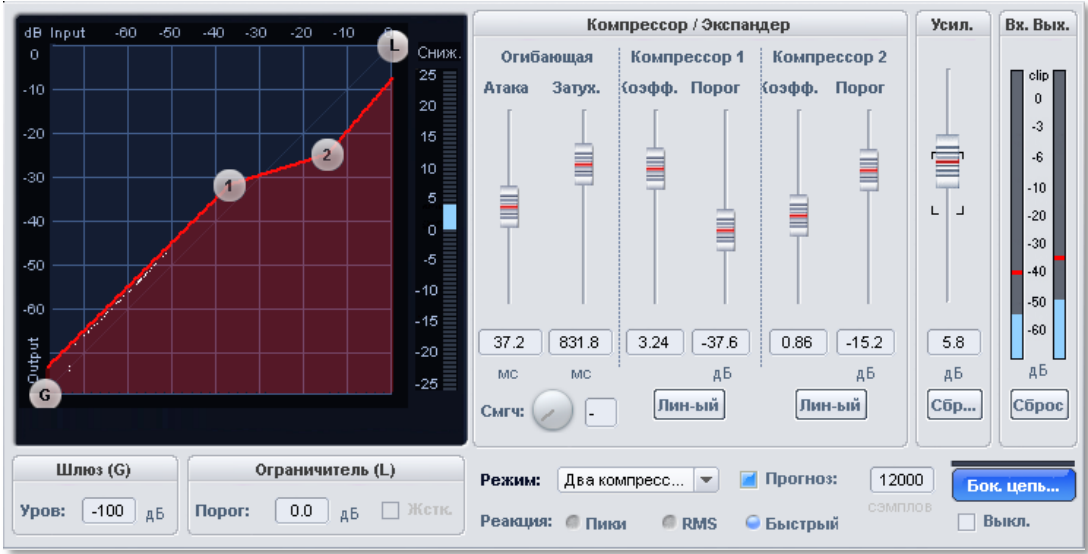 dB Input -60 -50 -40 -30 -20 -10 0
0
-10
-20
-30
-40
-50
-60
Output
L
2
1
G
Сниж.
25
20
15
10
5
0
-5
-10
-15
-20
-25
Компрессор / Экспандер
Огибающая Компрессор 1 Компрессор 2
Атака Затух. Коэфф. Порог Коэфф. Порог
37.2 831.8 3.24 -37.6 0.86 -15.2
мс мс дБ дБ
Смгч: - Лин-ый Лин-ый
Усил.
5.8
дБ
Сбр...
Вх. Вых.
clip
0
-3
-6
-10
-20
-30
-40
-50
-60
дБ
Сброс
Шлюз (G)
Уров: -100 дБ
Ограничитель (L)
Порог: 0.0 дБ Жстк.
Режим: Два компресс... Прогноз: 12000
сэмплов
Реакция: Пики RMS Быстрый
Бок. цепь...
Выкл.